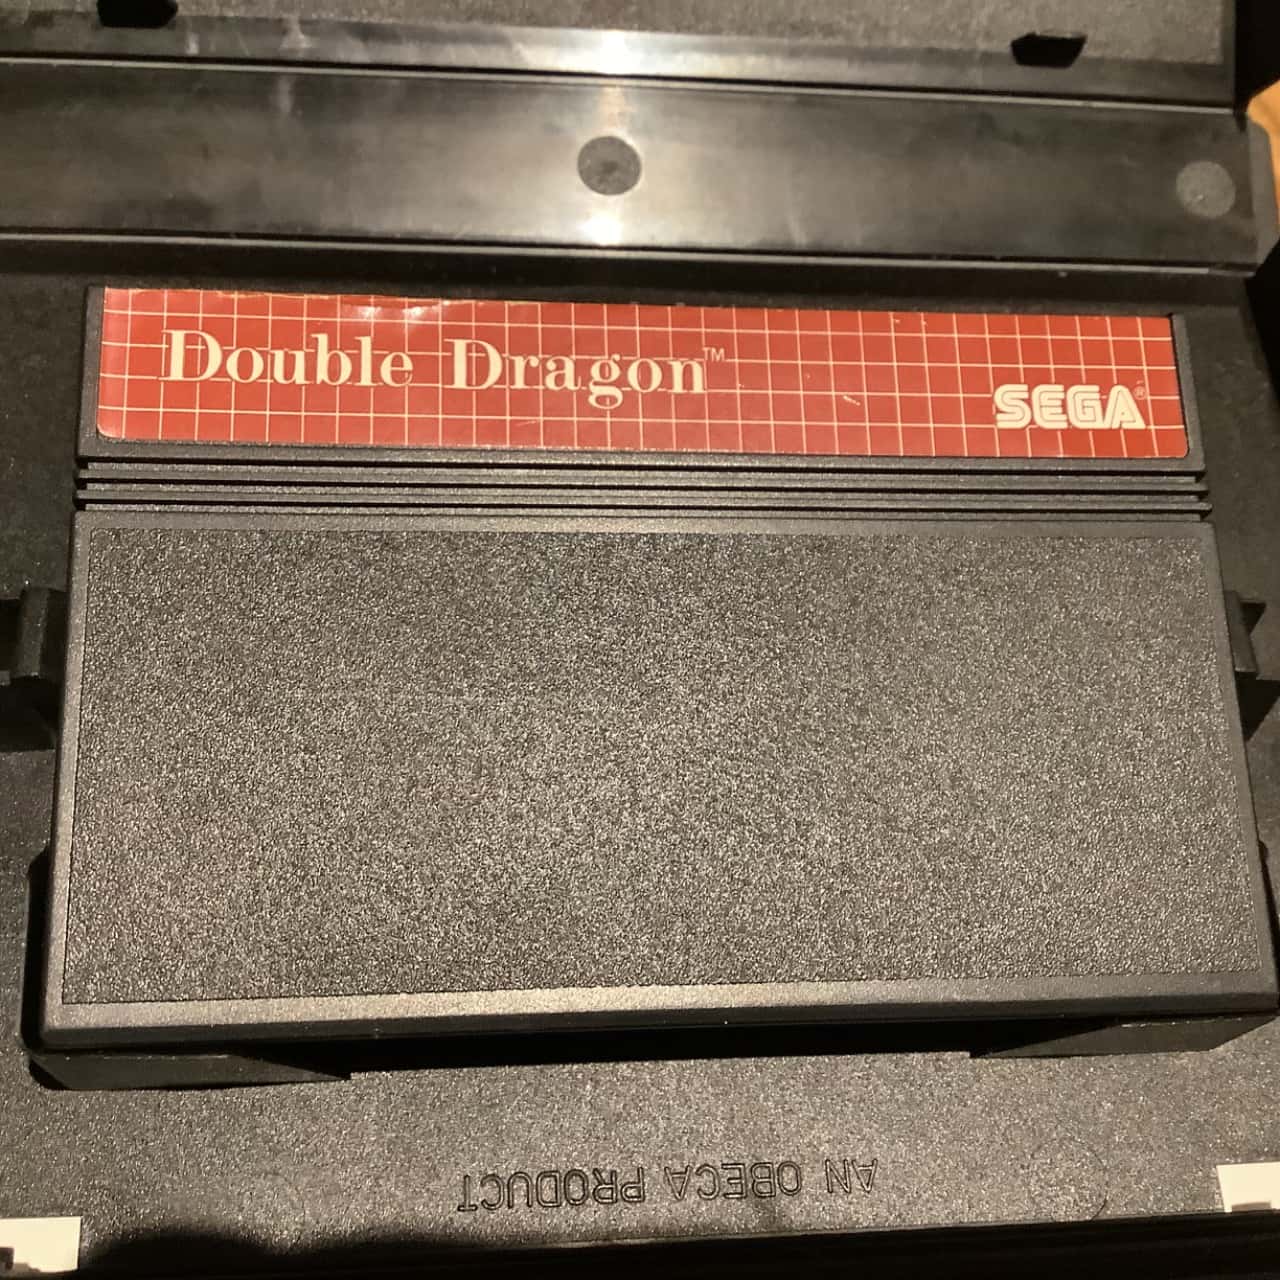 Double Dragon™
SEGA®
AN OBECA PRODUCT